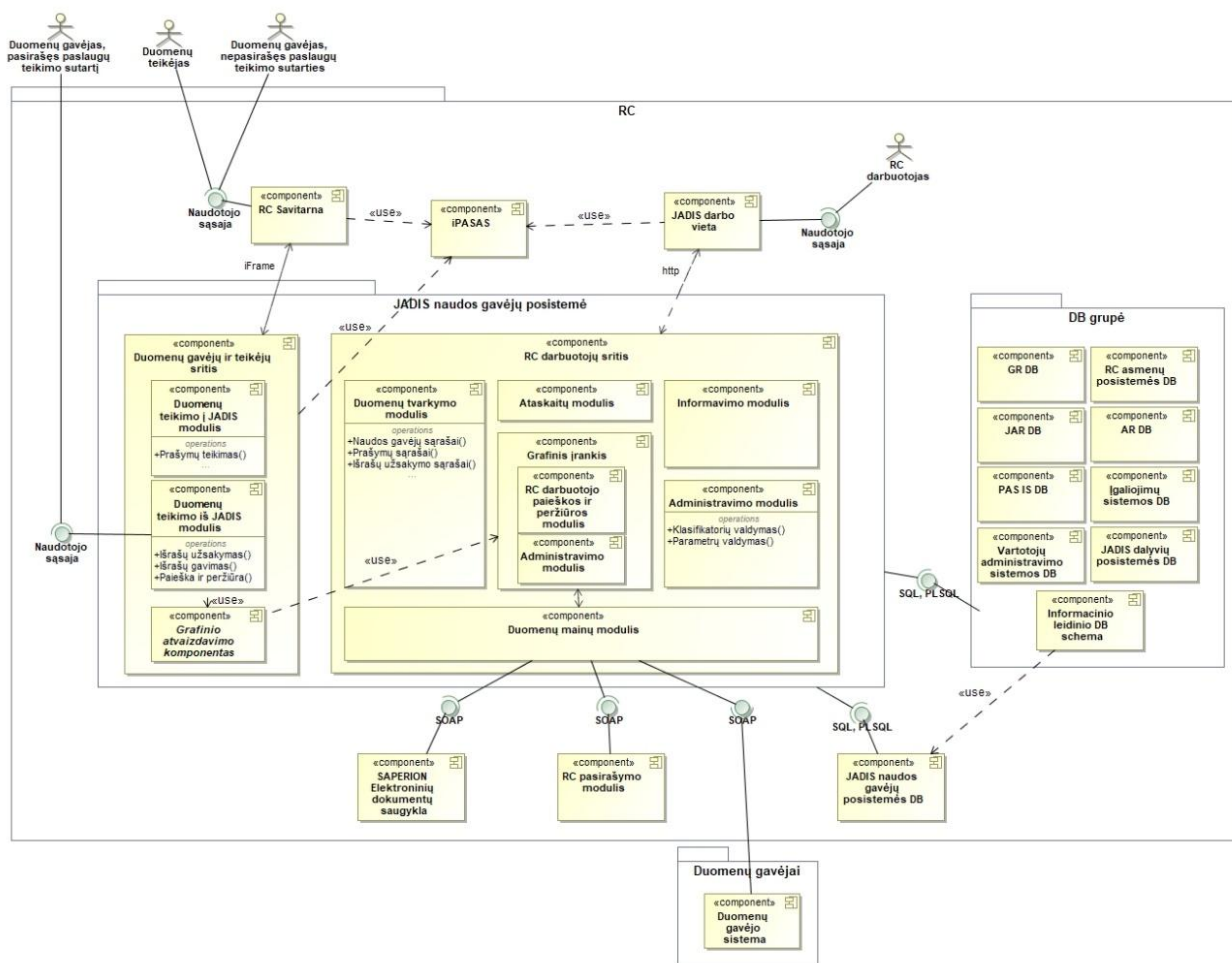 Duomenų gavėjas,
pasirašęs paslaugų
teikimo sutartį
Duomenų
teikėjas
Duomenų gavėjas,
nepasirašęs paslaugų
teikimo sutarties
RC
RC
darbuotojas
«component»
RC Savitarna
Naudotojo
sąsaja
«use»
«component»
iPASAS
«use»
«component»
JADIS darbo
vieta
Naudotojo
sąsaja
iFrame
http
JADIS naudos gavėjų posistemė
«use»
«component»
Duomenų gavėjų ir teikėjų
sritis
«component»
Duomenų
teikimo į JADIS
modulis
operations
+Prašymų teikimas()
...
«component»
Duomenų
teikimo iš JADIS
modulis
operations
+Išrašų užsakymas()
+Išrašų gavimas()
+Paieška ir peržiūra()
«use»
«component»
Grafinio
atvaizdavimo
komponentas
Naudotojo
sąsaja
«component»
RC darbuotojų sritis
«component»
Duomenų tvarkymo
modulis
operations
+Naudos gavėjų sąrašai()
+Prašymų sąrašai()
+Išrašų užsakymo sąrašai()
...
«use»
«component»
Ataskaitų modulis
«component»
Informavimo modulis
«component»
Grafinis įrankis
«component»
RC darbuotojo
paieškos ir
peržiūros
modulis
«component»
Administravimo
modulis
«component»
Administravimo modulis
operations
+Klasifikatorių valdymas()
+Parametrų valdymas()
«component»
Duomenų mainų modulis
DB grupė
«component»
GR DB
«component»
RC asmenų
posistemės DB
«component»
JAR DB
«component»
AR DB
«component»
PAS IS DB
«component»
Įgaliojimų
sistemos DB
«component»
Vartotojų
administravimo
sistemos DB
«component»
JADIS dalyvių
posistemės DB
«component»
Informacinio
leidinio DB
schema
SQL, PLSQL
«use»
SOAP
SOAP
SOAP
SQL, PLSQL
«component»
SAPERION
Elektroninių
dokumentų
saugykla
«component»
RC pasirašymo
modulis
«component»
JADIS naudos
gavėjų
posistemės DB
Duomenų gavėjai
«component»
Duomenų
gavėjo
sistema